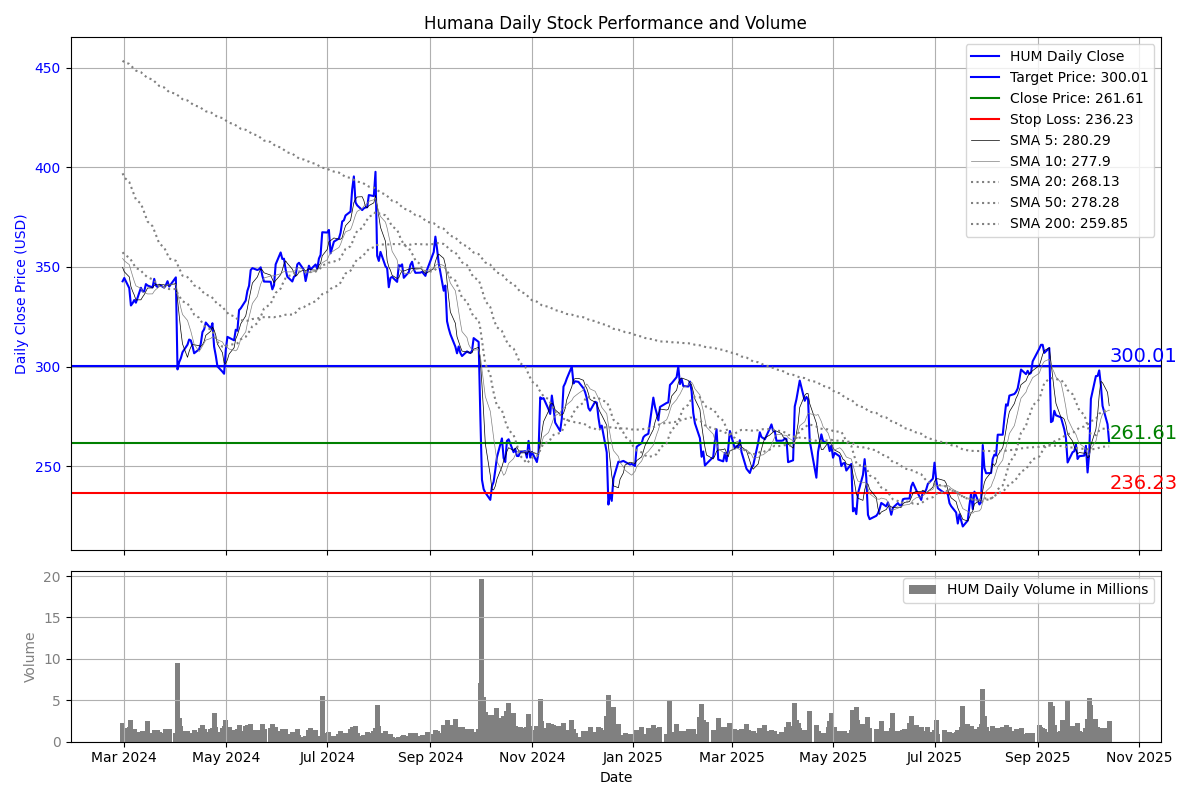 Humana Daily Stock Performance and Volume
Daily Close Price (USD)
450
400
350
300
250
HUM Daily Close
Target Price: 300.01
Close Price: 261.61
Stop Loss: 236.23
SMA 5: 280.29
SMA 10: 277.9
SMA 20: 268.13
SMA 50: 278.28
SMA 200: 259.85
300.01
261.61
236.23
Volume
20
15
10
5
0
HUM Daily Volume in Millions
Mar 2024 May 2024 Jul 2024 Sep 2024 Nov 2024 Jan 2025 Mar 2025 May 2025 Jul 2025 Sep 2025 Nov 2025
Date